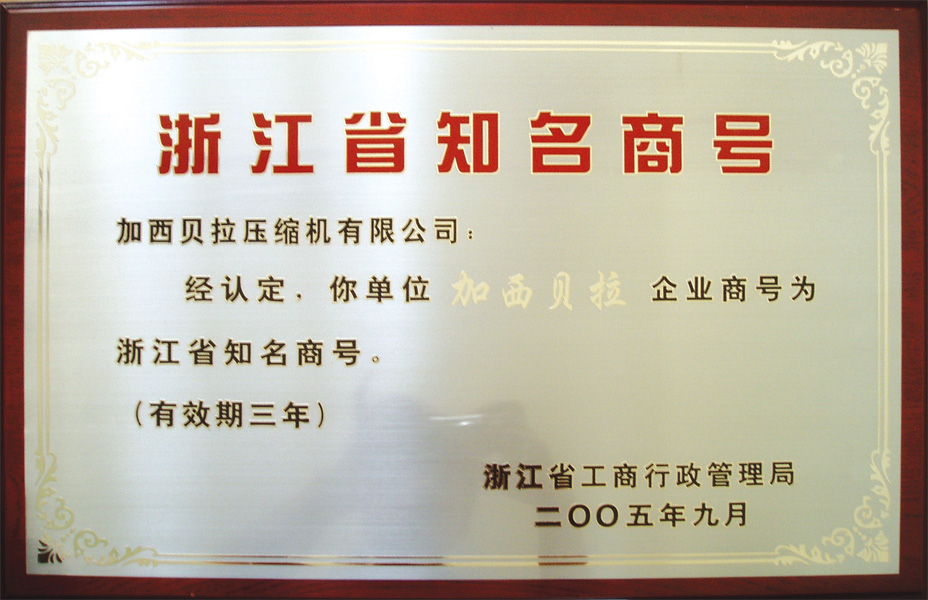 浙江省知名商号
加西贝拉压缩机有限公司：
经认定，你单位 加西贝拉 企业商号为
浙江省知名商号。
（有效期三年）
浙江省工商行政管理局
二〇〇五年九月